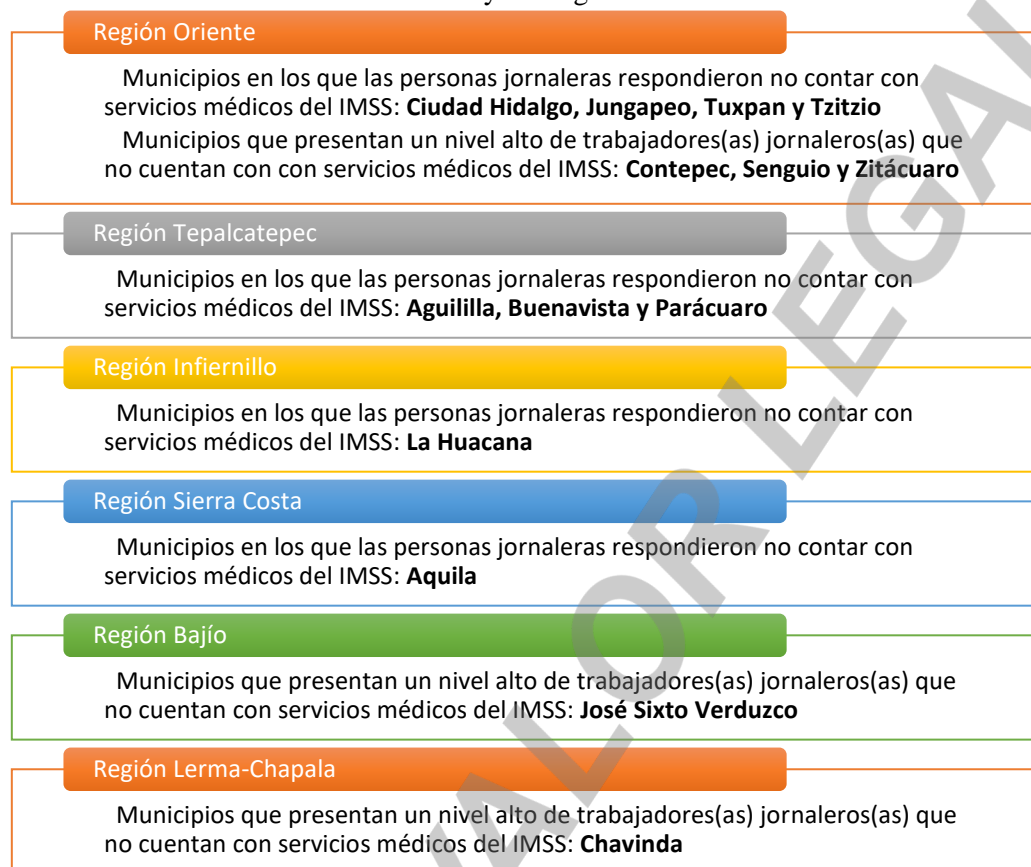 Región Oriente
Municipios en los que las personas jornaleras respondieron no contar con
servicios médicos del IMSS: Ciudad Hidalgo, Jungapeo, Tuxpan y Tzitzio
Municipios que presentan un nivel alto de trabajadores(as) jornaleros(as) que
no cuentan con con servicios médicos del IMSS: Contepec, Senguio y Zitácuaro
Región Tepalcatepec
Municipios en los que las personas jornaleras respondieron no contar con
servicios médicos del IMSS: Aguililla, Buenavista y Parácuaro
Región Infiernillo
Municipios en los que las personas jornaleras respondieron no contar con
servicios médicos del IMSS: La Huacana
Región Sierra Costa
Municipios en los que las personas jornaleras respondieron no contar con
servicios médicos del IMSS: Aquila
Región Bajío
Municipios que presentan un nivel alto de trabajadores(as) jornaleros(as) que
no cuentan con servicios médicos del IMSS: José Sixto Verduzco
Región Lerma-Chapala
Municipios que presentan un nivel alto de trabajadores(as) jornaleros(as) que
no cuentan con servicios médicos del IMSS: Chavinda
VALOR LEGAL